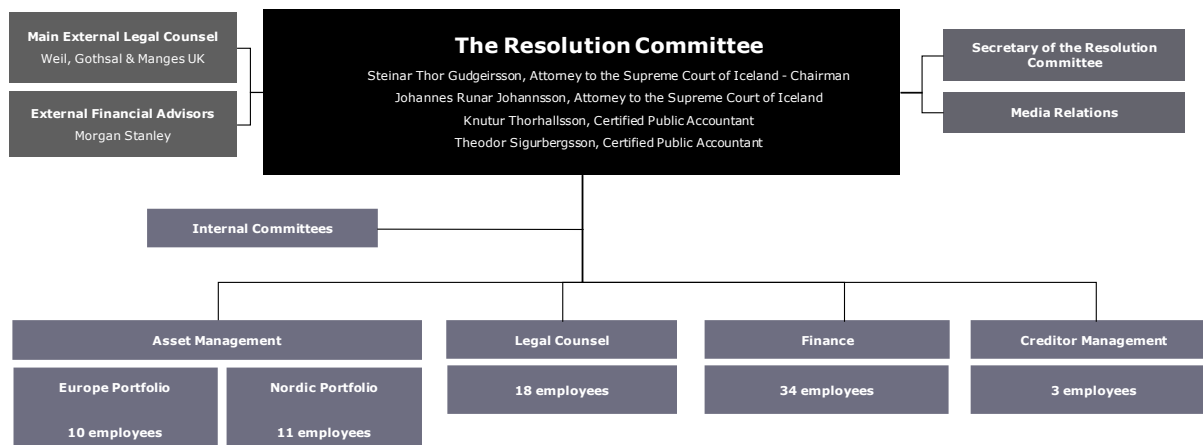 Main External Legal Counsel
Weil, Gothsal & Manges UK
External Financial Advisors
Morgan Stanley
The Resolution Committee
Steinar Thor Gudgeirsson, Attorney to the Supreme Court of Iceland - Chairman
Johannes Runar Johannsson, Attorney to the Supreme Court of Iceland
Knutur Thorhallsson, Certified Public Accountant
Theodor Sigurbergsson, Certified Public Accountant
Secretary of the Resolution
Committee
Media Relations
Internal Committees
Asset Management
Europe Portfolio
10 employees
Nordic Portfolio
11 employees
Legal Counsel
18 employees
Finance
34 employees
Creditor Management
3 employees